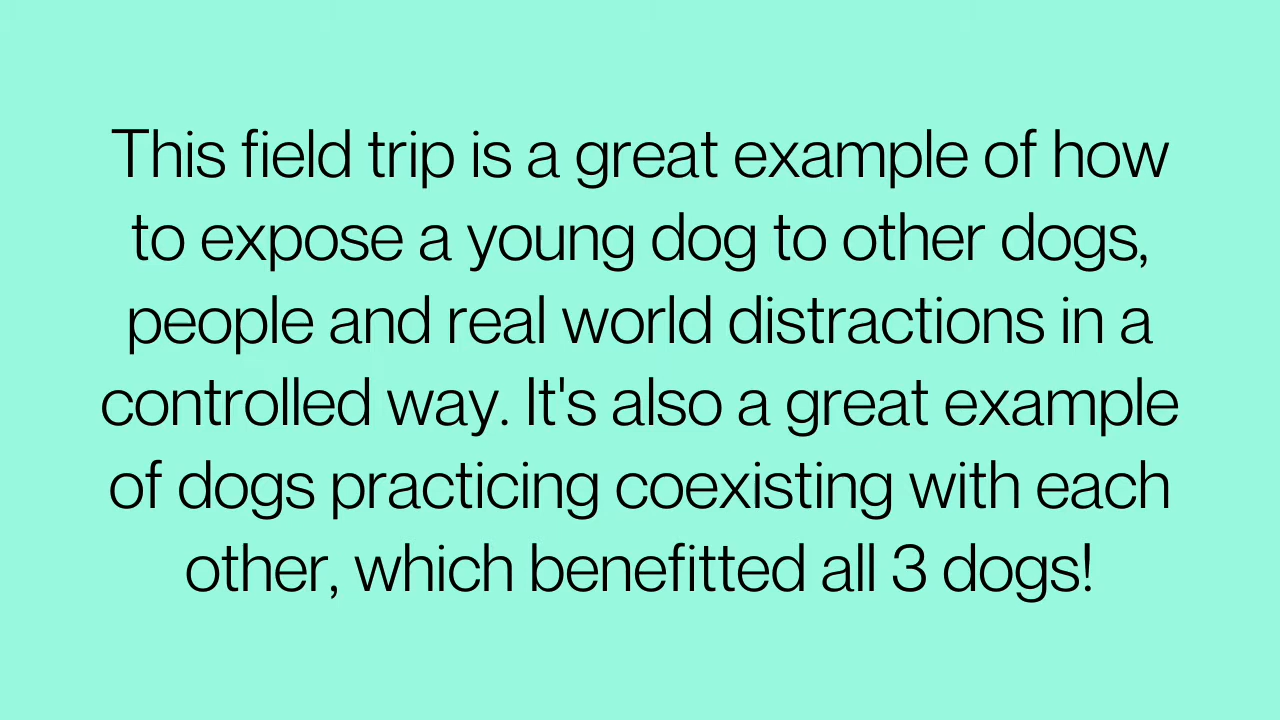 This field trip is a great example of how
to expose a young dog to other dogs,
people and real world distractions in a
controlled way. It's also a great example
of dogs practicing coexisting with each
other, which benefitted all 3 dogs!